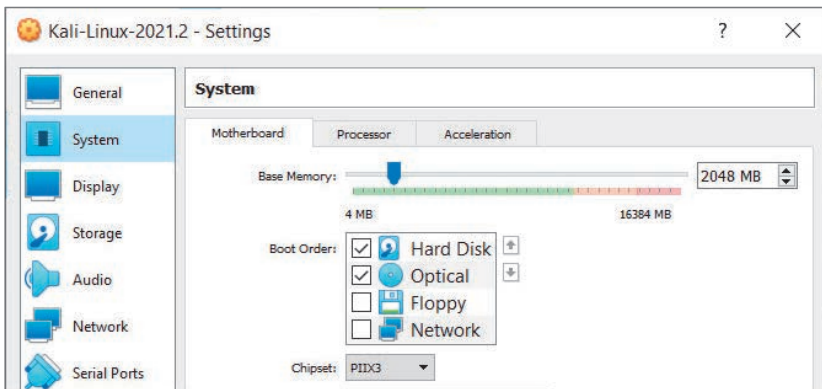 Kali-Linux-2021.2 - Settings ?
General
System
Display
Storage
Audio
Network
Serial Ports
System
Motherboard Processor Acceleration
Base Memory: 2048 MB
4 MB 16384 MB
Boot Order: Hard Disk
Optical
Floppy
Network
Chipset: PIIX3